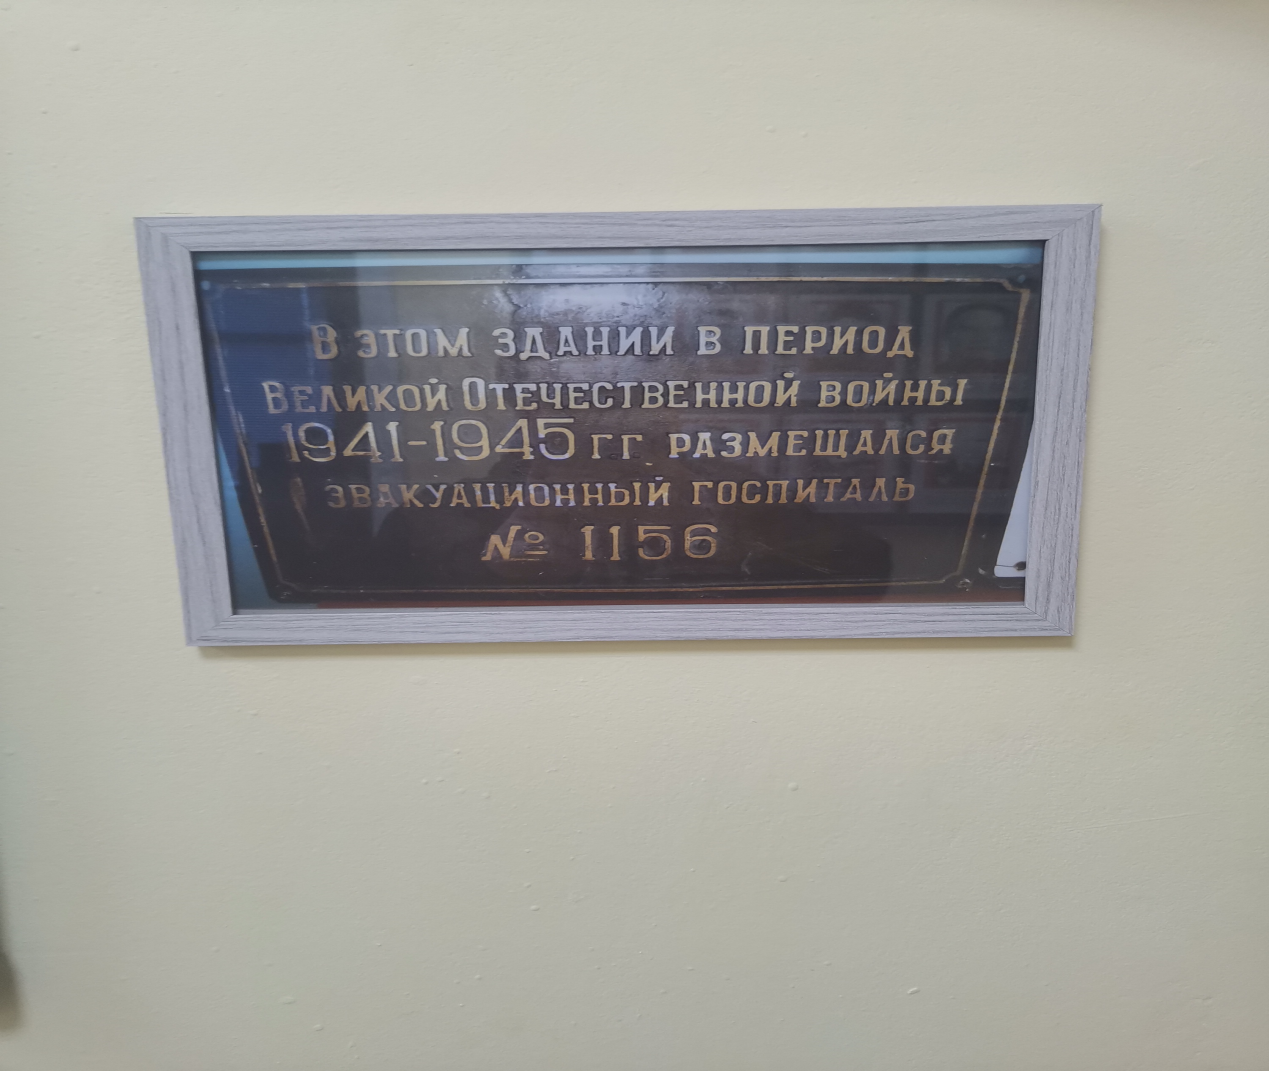 В ЭТОМ ЗДАНИИ В ПЕРИОД
ВЕЛИКОЙ ОТЕЧЕСТВЕННОЙ ВОЙНЫ
1941-1945 гг. РАЗМЕЩАЛСЯ
ЭВАКУАЦИОННЫЙ ГОСПИТАЛЬ
№ 1156